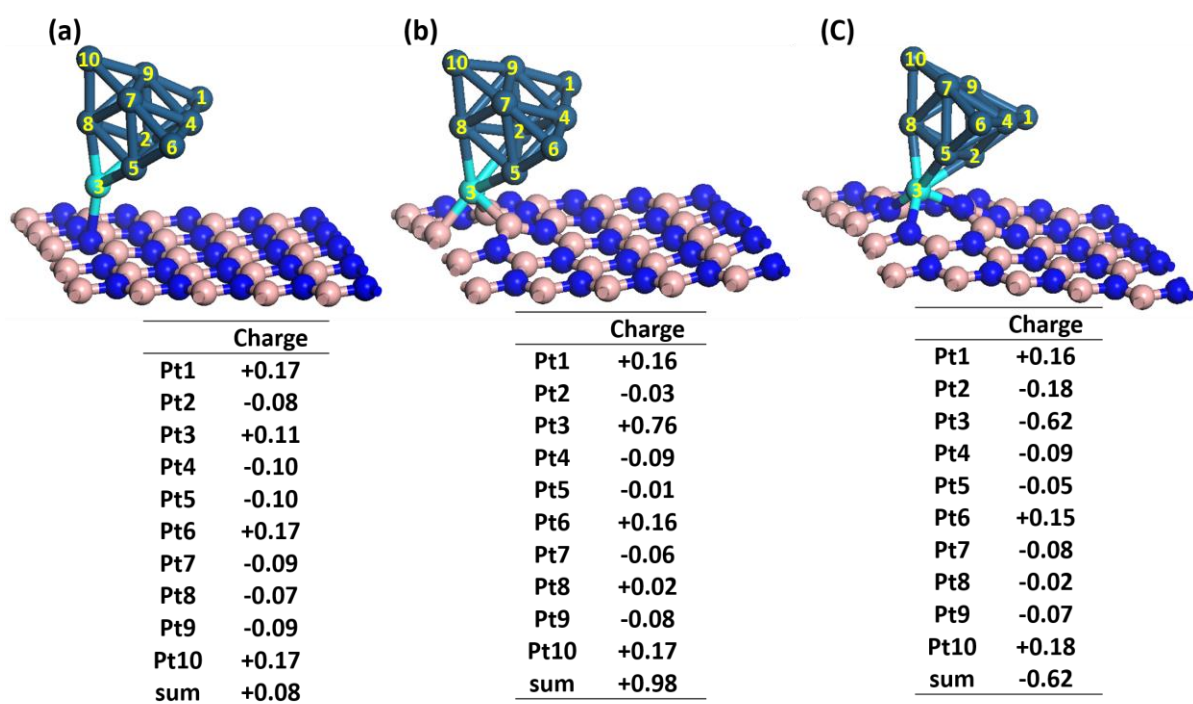 (a)
(b)
(C)
10
9
1
7
4
8
2
6
5
3
10
9
1
7
4
8
2
6
5
3
10
7
9
1
8
6
4
5
2
3
Charge
Pt1 +0.17
Pt2 -0.08
Pt3 +0.11
Pt4 -0.10
Pt5 -0.10
Pt6 +0.17
Pt7 -0.09
Pt8 -0.07
Pt9 -0.09
Pt10 +0.17
sum +0.08
Charge
Pt1 +0.16
Pt2 -0.03
Pt3 +0.76
Pt4 -0.09
Pt5 -0.01
Pt6 +0.16
Pt7 -0.06
Pt8 +0.02
Pt9 -0.08
Pt10 +0.17
sum +0.98
Charge
Pt1 +0.16
Pt2 -0.18
Pt3 -0.62
Pt4 -0.09
Pt5 -0.05
Pt6 +0.15
Pt7 -0.08
Pt8 -0.02
Pt9 -0.07
Pt10 +0.18
sum -0.62